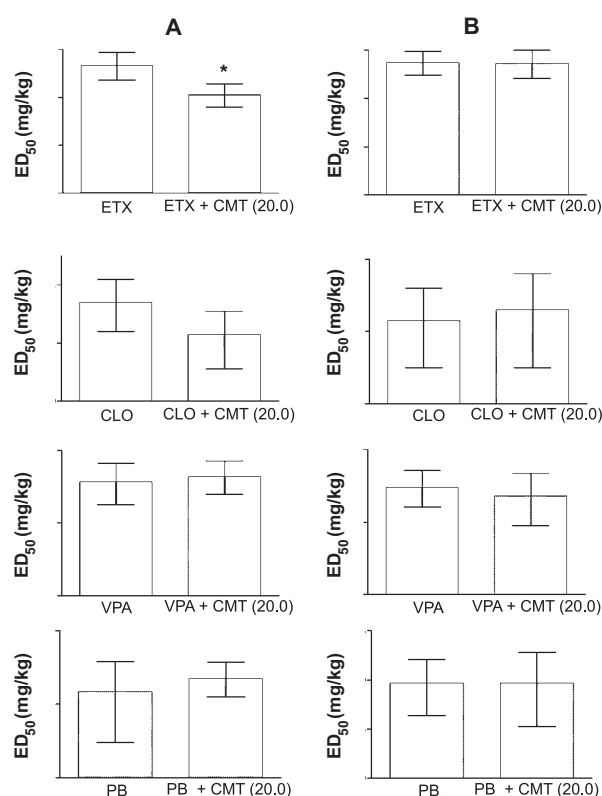 A
B
ED50 (mg/kg)
*
ETX
ETX + CMT (20.0)
ED50 (mg/kg)
ETX
ETX + CMT (20.0)
ED50 (mg/kg)
CLO
CLO + CMT (20.0)
ED50 (mg/kg)
CLO
CLO + CMT (20.0)
ED50 (mg/kg)
VPA
VPA + CMT (20.0)
ED50 (mg/kg)
VPA
VPA + CMT (20.0)
ED50 (mg/kg)
PB
PB + CMT (20.0)
ED50 (mg/kg)
PB
PB + CMT (20.0)